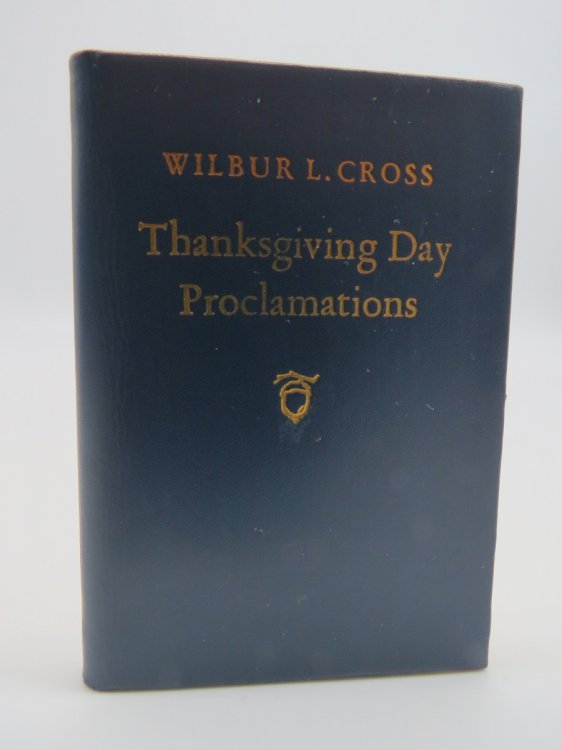 WILBUR L. CROSS
Thanksgiving Day
Proclamations